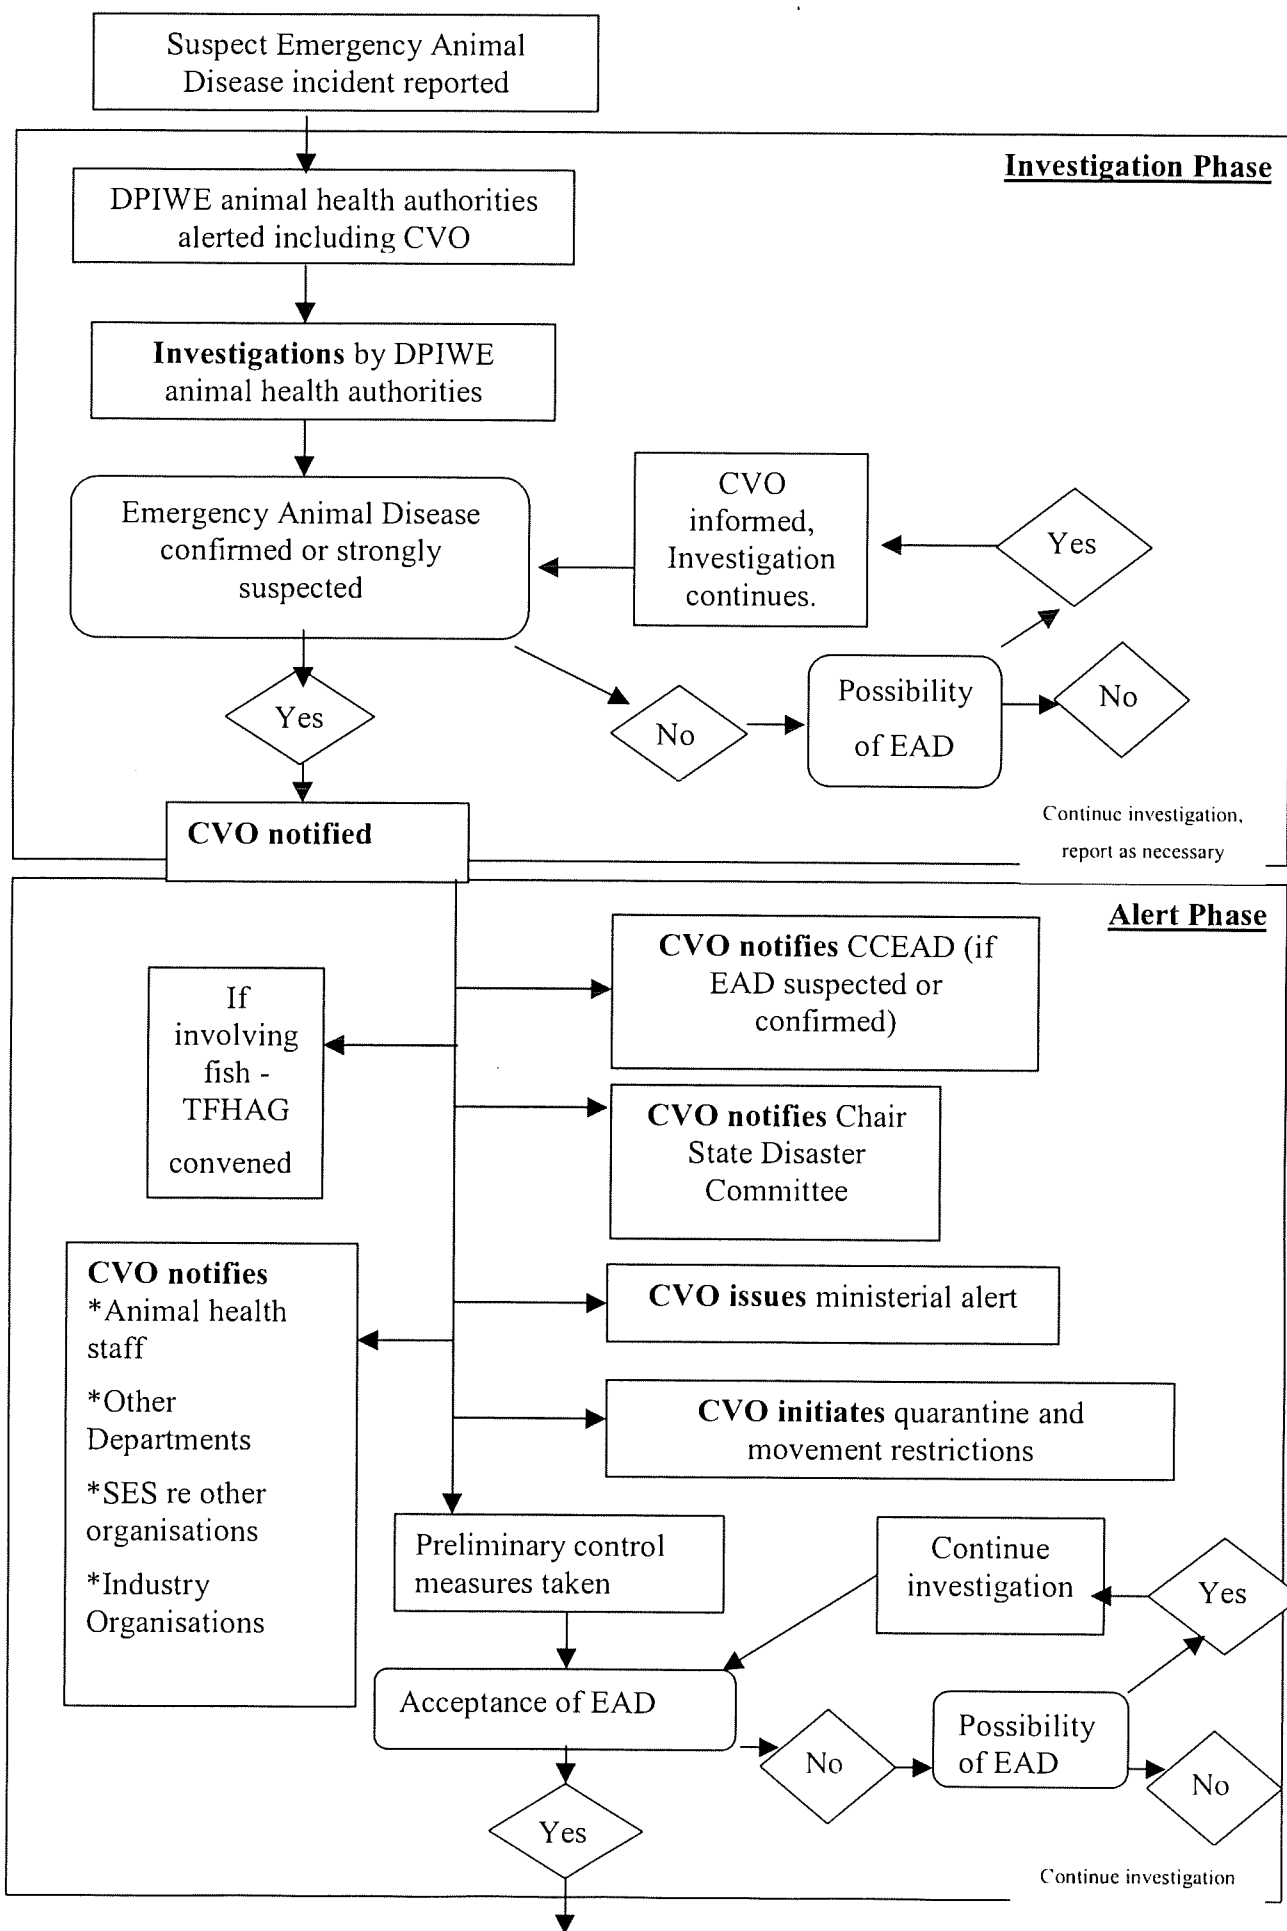 Suspect Emergency Animal
Disease incident reported
Investigation Phase
DPIWE animal health authorities
alerted including CVO
Investigations by DPIWE
animal health authorities
Emergency Animal Disease
confirmed or strongly
suspected
CVO
informed,
Investigation
continues.
Yes
Yes
No
Possibility
of EAD
No
CVO notified
Continue investigation,
report as necessary
Alert Phase
CVO notifies CCEAD (if
EAD suspected or
confirmed)
If
involving
fish -
TFHAG
convened
CVO notifies Chair
State Disaster
Committee
CVO notifies
*Animal health
staff
*Other
Departments
*SES re other
organisations
*Industry
Organisations
CVO issues ministerial alert
CVO initiates quarantine and
movement restrictions
Preliminary control
measures taken
Continue
investigation
Yes
Acceptance of EAD
No
Possibility
of EAD
No
Yes
Continue investigation